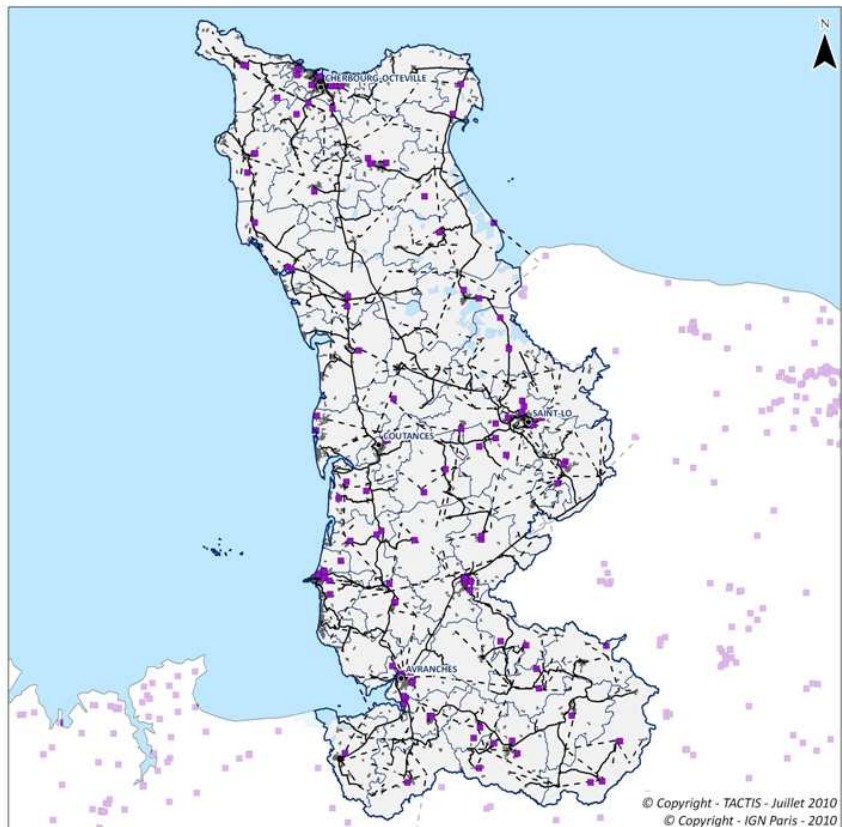 N
CHERBOURG-OCTEVILLE
SAINT-LO
COUTANCES
AVRANCHES
© Copyright - TACTIS - Juillet 2010
© Copyright - IGN Paris - 2010